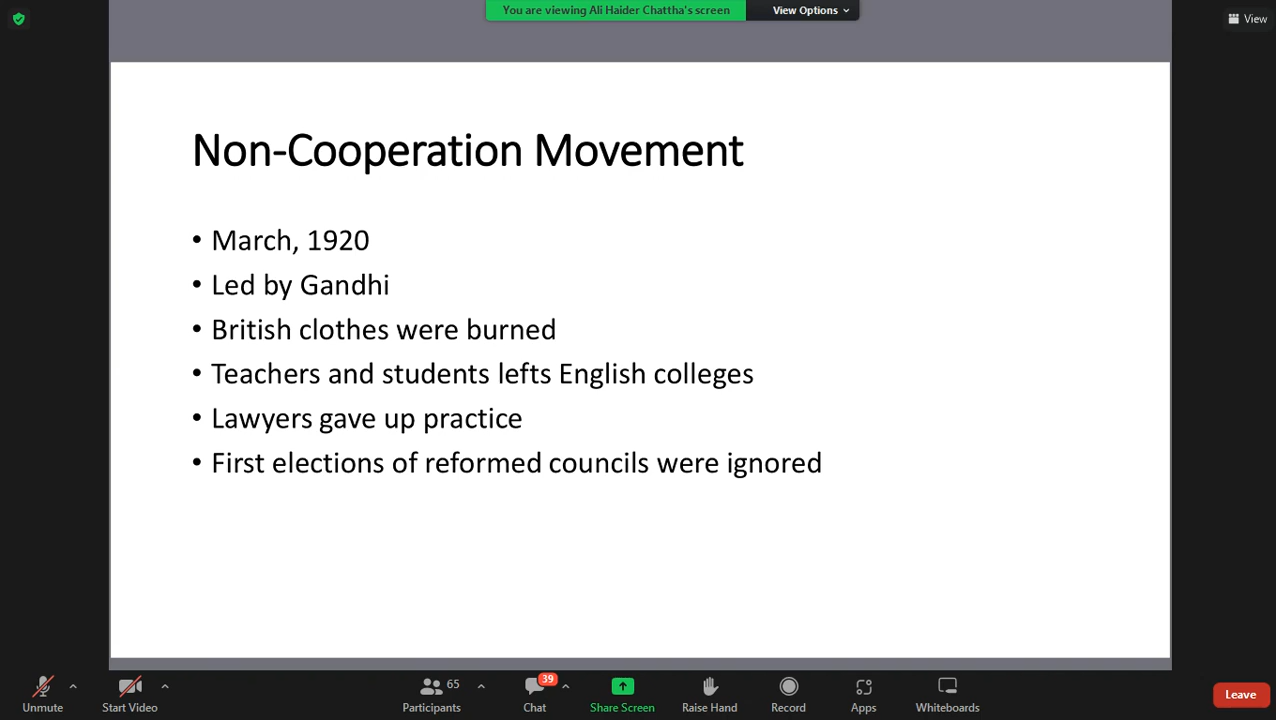 You are viewing Ali Haider Chattha's screen
View Options
View
Non-Cooperation Movement
• March, 1920
• Led by Gandhi
• British clothes were burned
• Teachers and students lefts English colleges
• Lawyers gave up practice
• First elections of reformed councils were ignored
Unmute
Start Video
65
Participants
39
Chat
Share Screen
Raise Hand
Record
Apps
Whiteboards
Leave